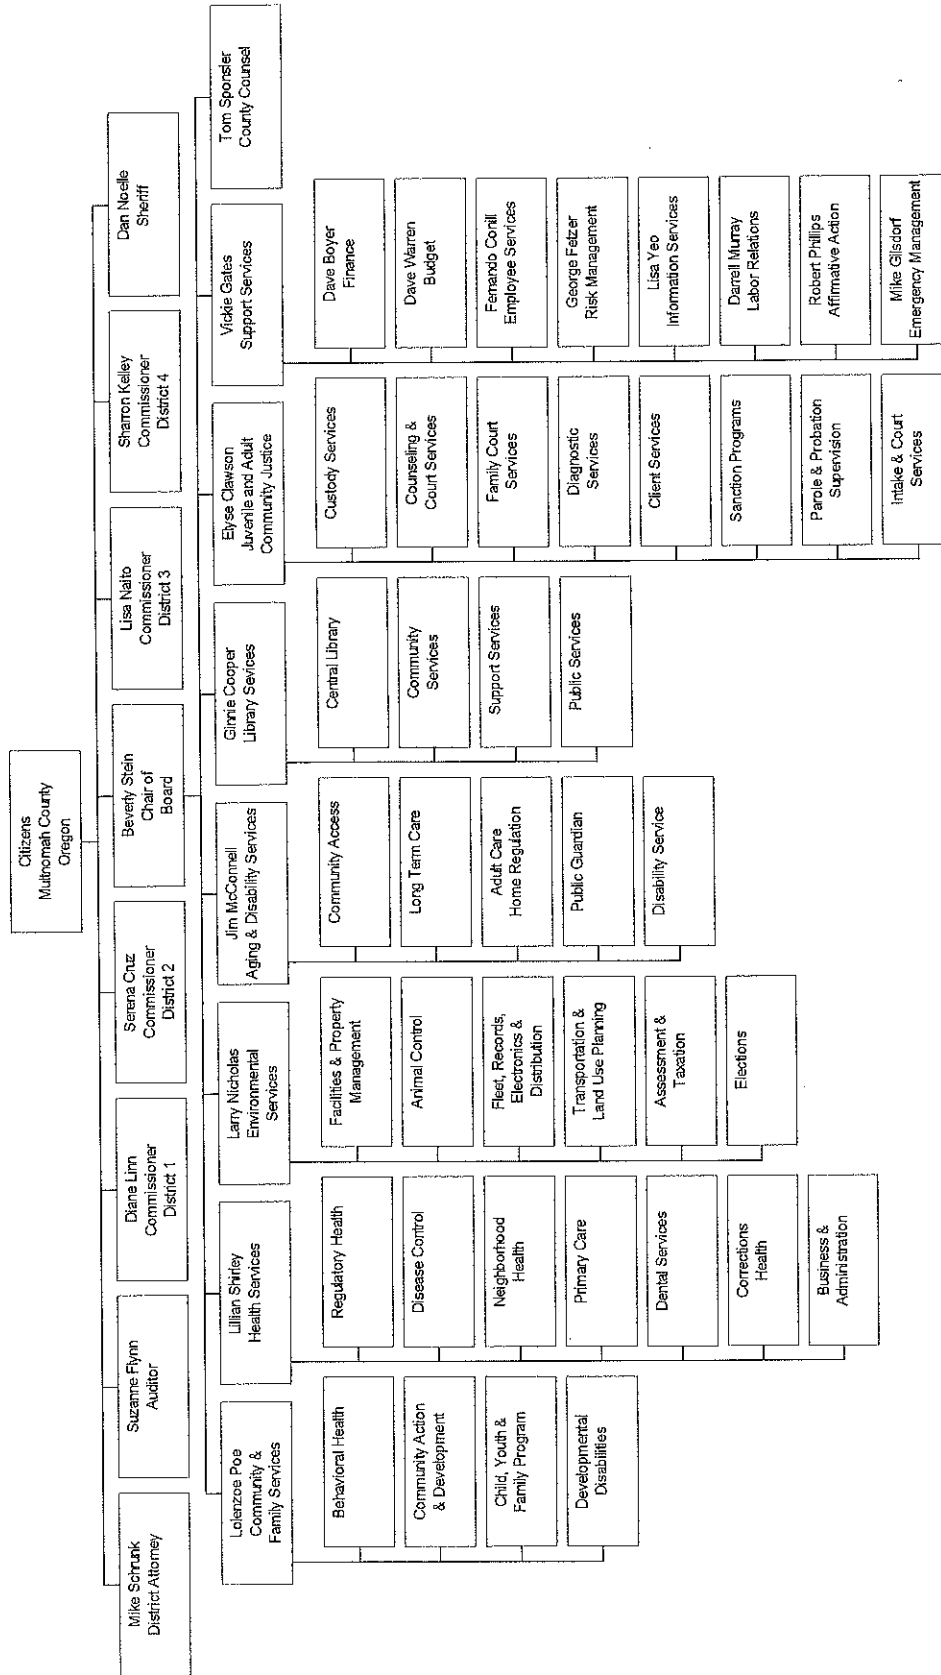 Citizens
Multnomah County
Oregon
Mike Schrunk
District Attorney
Suzanne Flynn
Auditor
Diane Linn
Commissioner
District 1
Serena Cruz
Commissioner
District 2
Beverly Stein
Chair of
Board
Lisa Naito
Commissioner
District 3
Sharron Kelley
Commissioner
District 4
Dan Noelle
Sheriff
Lolenzoe Poe
Community &
Family Services
Lillian Shirley
Health Services
Larry Nicholas
Environmental
Services
Jim McConnell
Aging & Disability Services
Ginnie Cooper
Library Sevices
Elyse Clawson
Juvenile and Adult
Community Justice
Vickie Gates
Support Services
Tom Sponsler
County Counsel
Behavioral Health
Community Action
& Development
Child, Youth &
Family Program
Developmental
Disabilities
Regulatory Health
Disease Control
Neighborhood
Health
Primary Care
Dental Services
Corrections
Health
Business &
Administration
Facilities & Property
Management
Animal Control
Fleet, Records,
Electronics &
Distribution
Transportation &
Land Use Planning
Assessment &
Taxation
Elections
Community Access
Long Term Care
Adult Care
Home Regulation
Public Guardian
Disability Service
Central Library
Community
Services
Support Services
Public Services
Custody Services
Counseling &
Court Services
Family Court
Services
Diagnostic
Services
Client Services
Sanction Programs
Parole & Probation
Supervision
Intake & Court
Services
Dave Boyer
Finance
Dave Warren
Budget
Fernando Conill
Employee Services
George Fetzer
Risk Management
Lisa Yeo
Information Services
Darrell Murray
Labor Relations
Robert Phillips
Affirmative Action
Mike Gilsdorf
Emergency Management